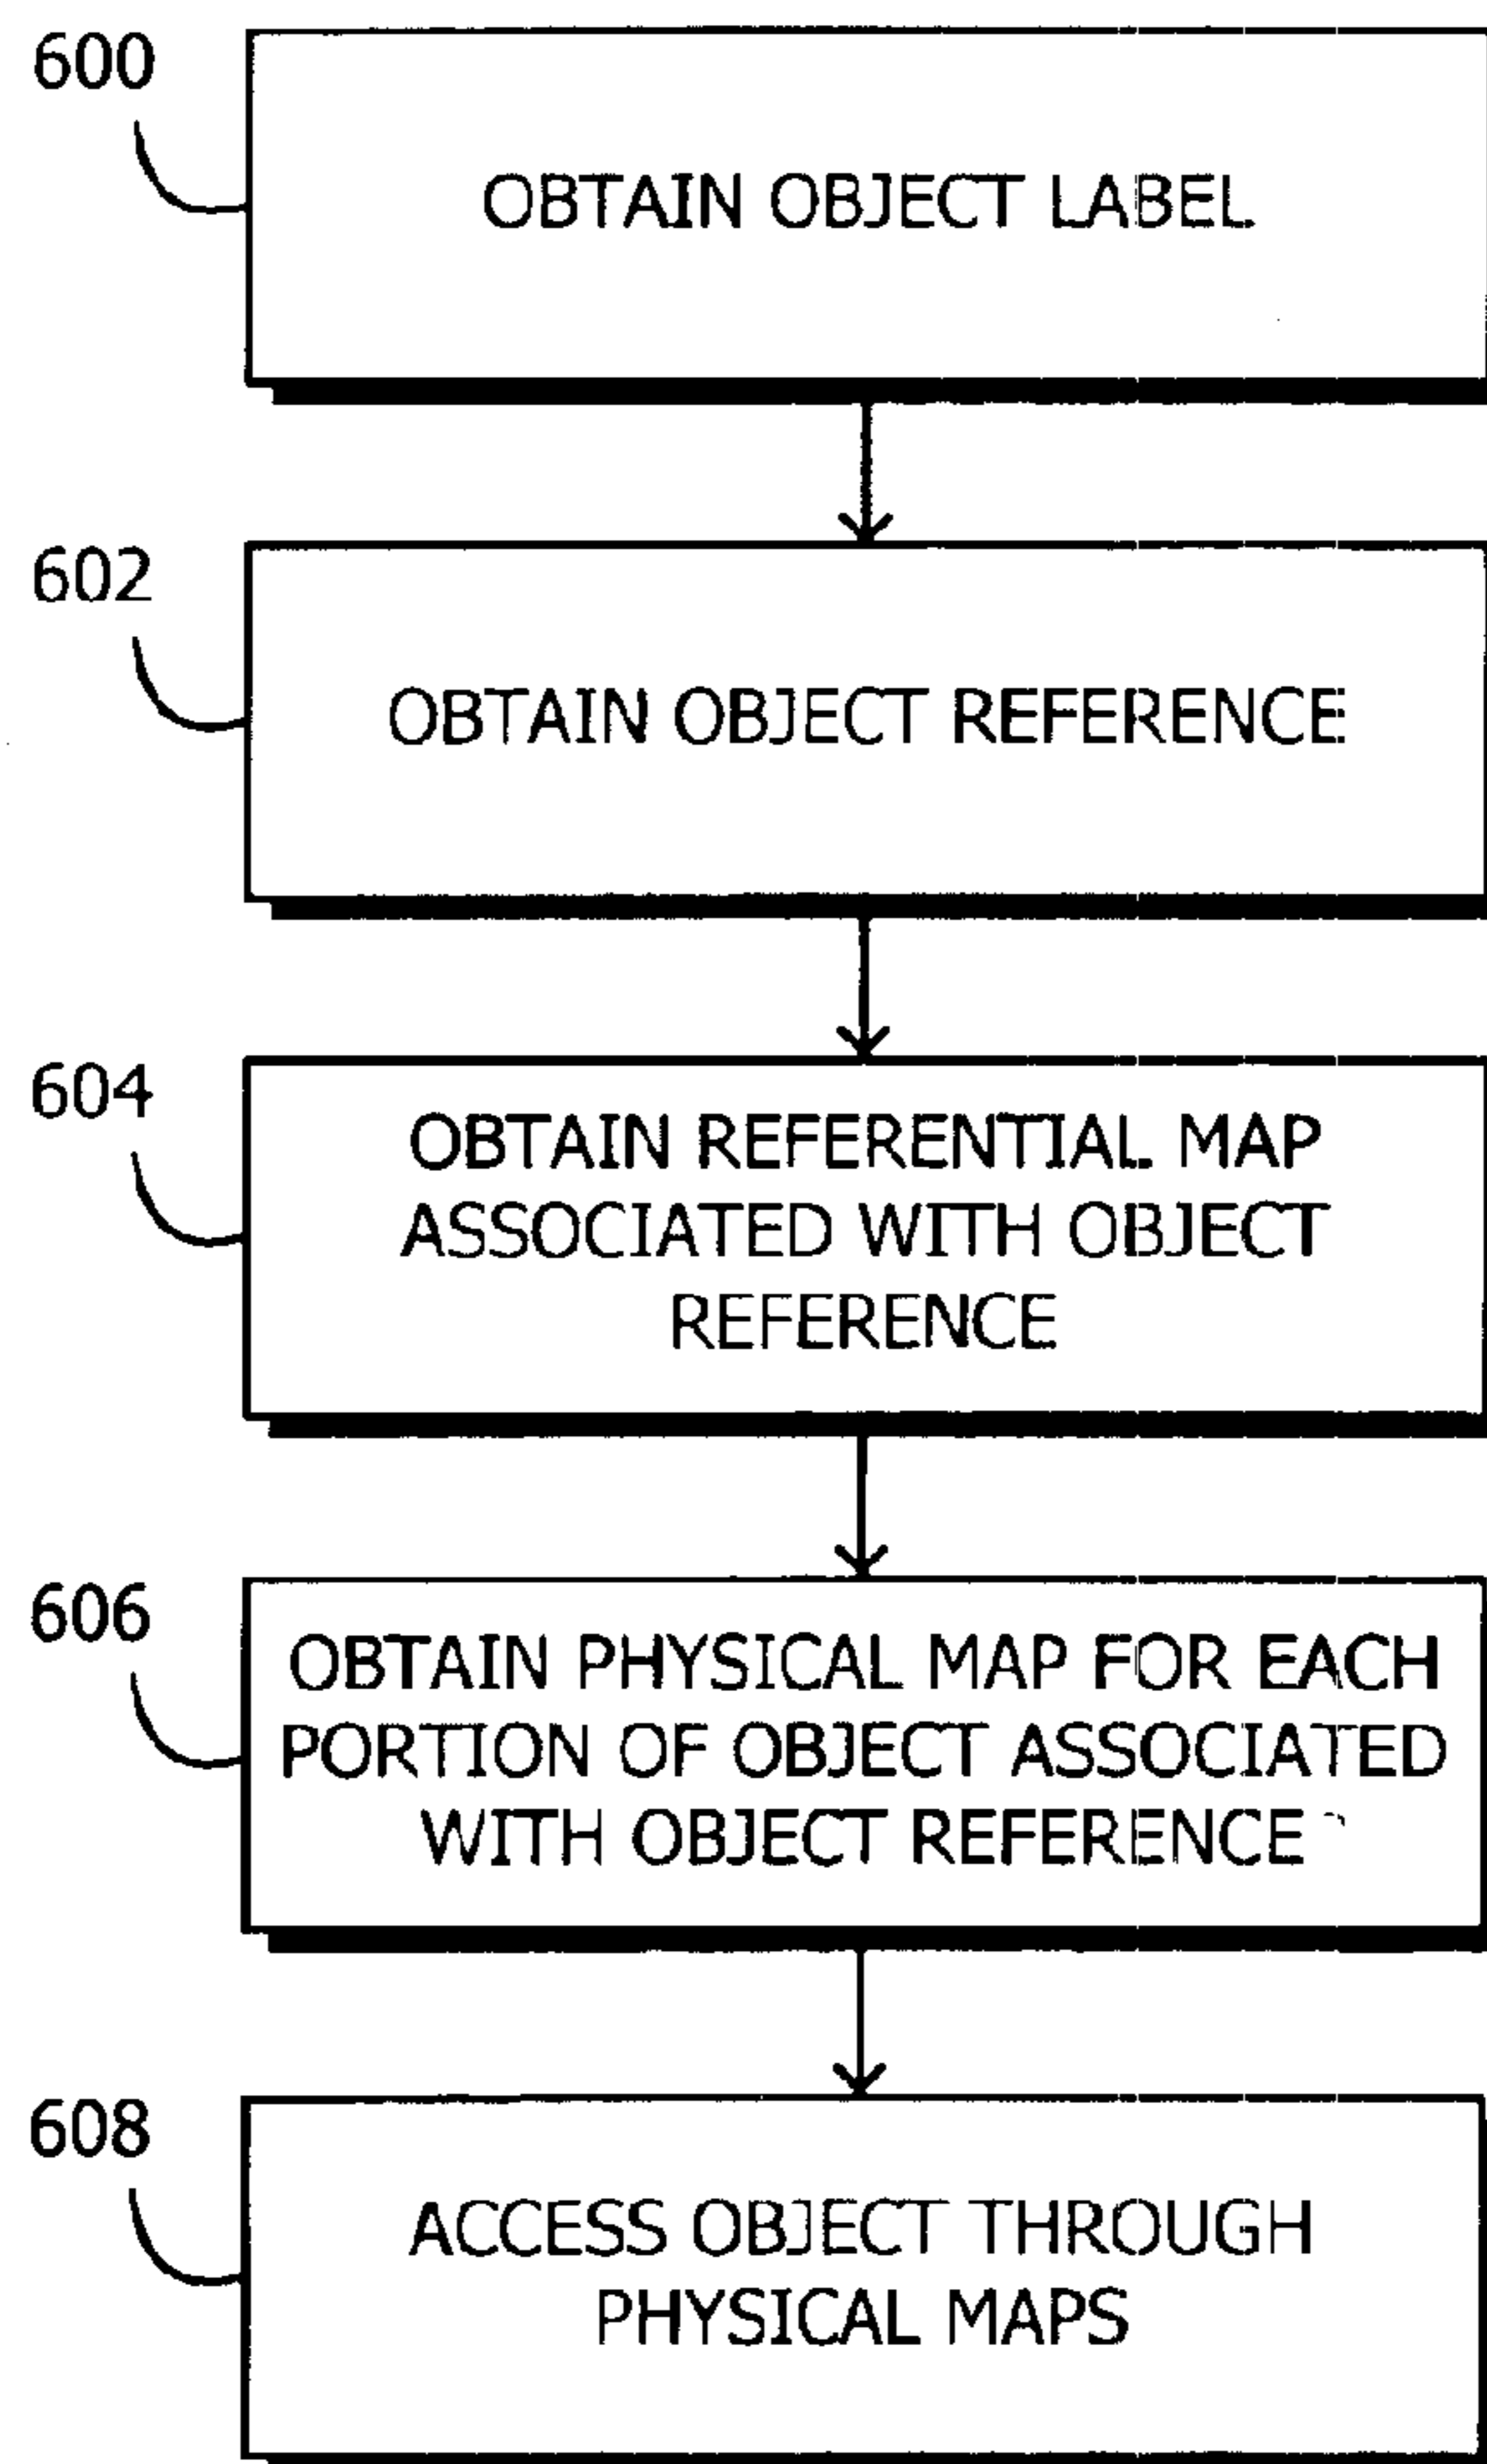 600
OBTAIN OBJECT LABEL
602
OBTAIN OBJECT REFERENCE
604
OBTAIN REFERENTIAL MAP
ASSOCIATED WITH OBJECT
REFERENCE
606
OBTAIN PHYSICAL MAP FOR EACH
PORTION OF OBJECT ASSOCIATED
WITH OBJECT REFERENCE
608
ACCESS OBJECT THROUGH
PHYSICAL MAPS